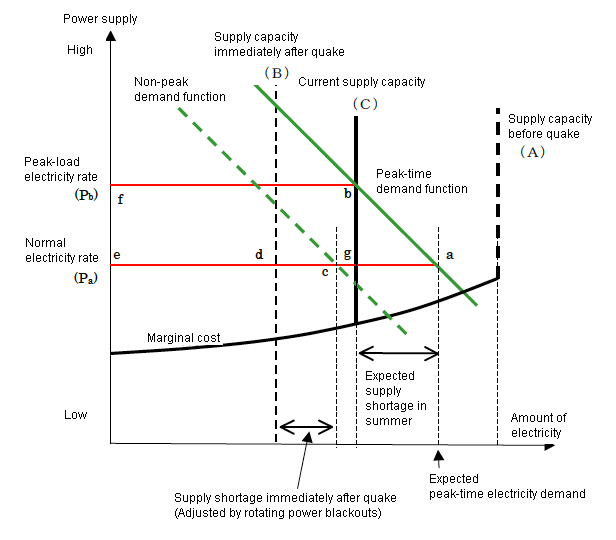 Power supply
High
Supply capacity
immediately after quake
(B)
Non-peak
demand function
Current supply capacity
(C)
Supply capacity
before quake
(A)
Peak-load
electricity rate
(Pb)
f
b
Peak-time
demand function
Normal
electricity rate
(Pa)
e
d
c
g
a
Marginal cost
Expected
supply
shortage in
summer
Low
Amount of
electricity
Expected
peak-time electricity demand
Supply shortage immediately after quake
(Adjusted by rotating power blackouts)